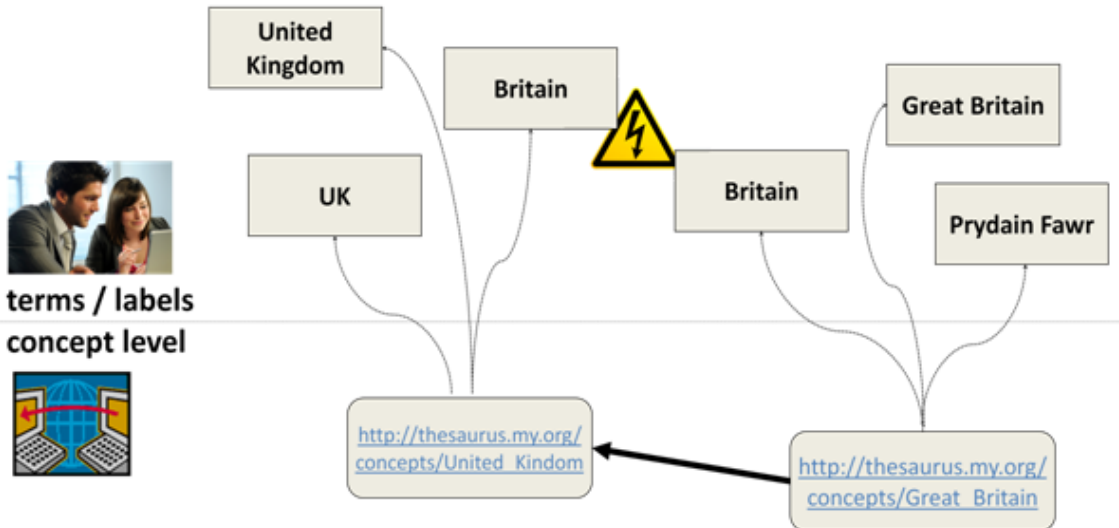 United
Kingdom
Britain
Great Britain
UK
Britain
Prydain Fawr
terms / labels
concept level
http://thesaurus.my.org/
concepts/United_Kindom
http://thesaurus.my.org/
concepts/Great_Britain